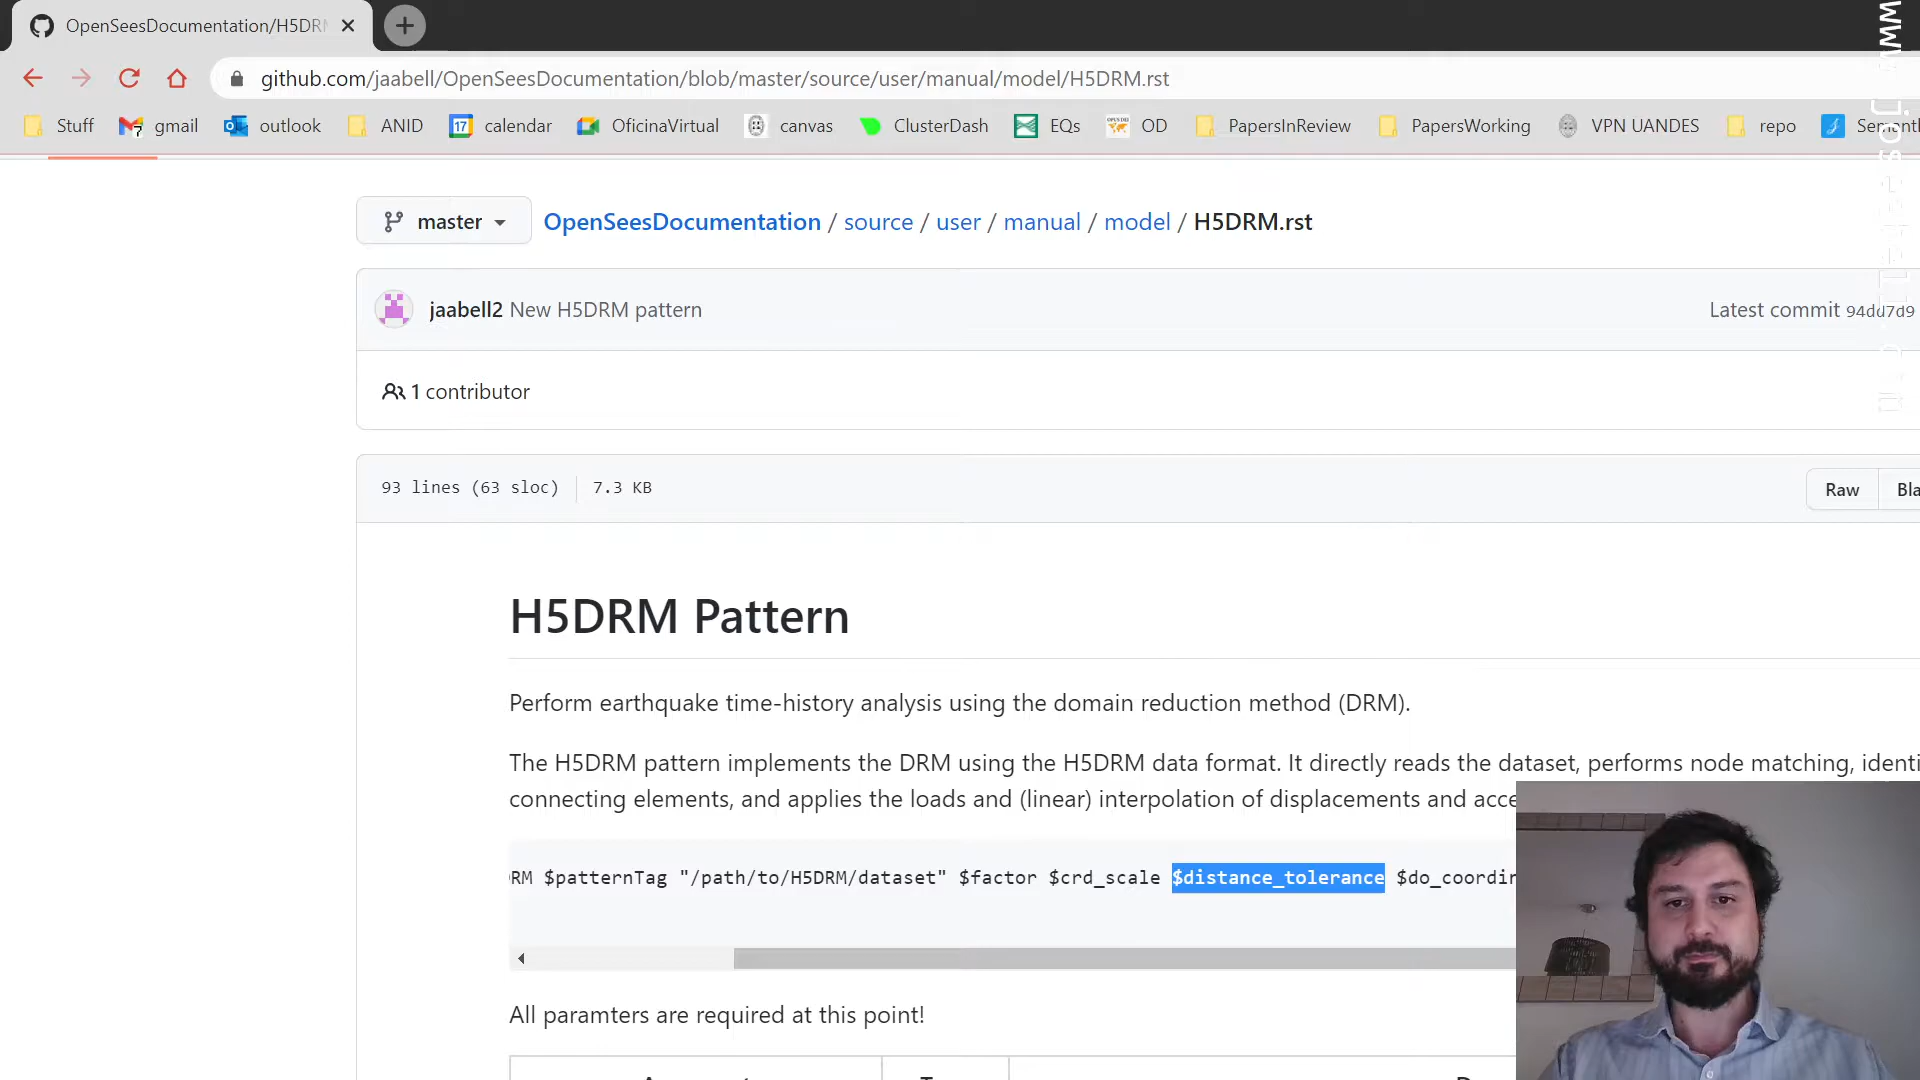 OpenSeesDocumentation/H5DR
github.com/jaabell/OpenSeesDocumentation/blob/master/source/user/manual/model/H5DRM.rst
Stuff gmail outlook ANID 17 calendar OficinaVirtual canvas ClusterDash EQs OD PapersInReview PapersWorking VPN UANDES repo
master OpenSeesDocumentation / source / user / manual / model / H5DRM.rst
jaabell2 New H5DRM pattern Latest commit 94dd7d9
1 contributor
93 lines (63 sloc) 7.3 KB Raw Bla
H5DRM Pattern
Perform earthquake time-history analysis using the domain reduction method (DRM).
The H5DRM pattern implements the DRM using the H5DRM data format. It directly reads the dataset, performs node matching, identi
connecting elements, and applies the loads and (linear) interpolation of displacements and acce
RM $patternTag "/path/to/H5DRM/dataset" $factor $crd_scale $distance_tolerance $do_coordin
All paramters are required at this point!